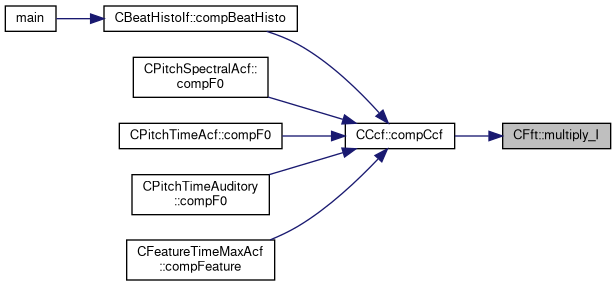 main
CBeatHistoIf::compBeatHisto
CPitchSpectralAcf::
compF0
CPitchTimeAcf::compF0
CCcf::compCcf
CFft::multiply_I
CPitchTimeAuditory
::compF0
CFeatureTimeMaxAcf
::compFeature